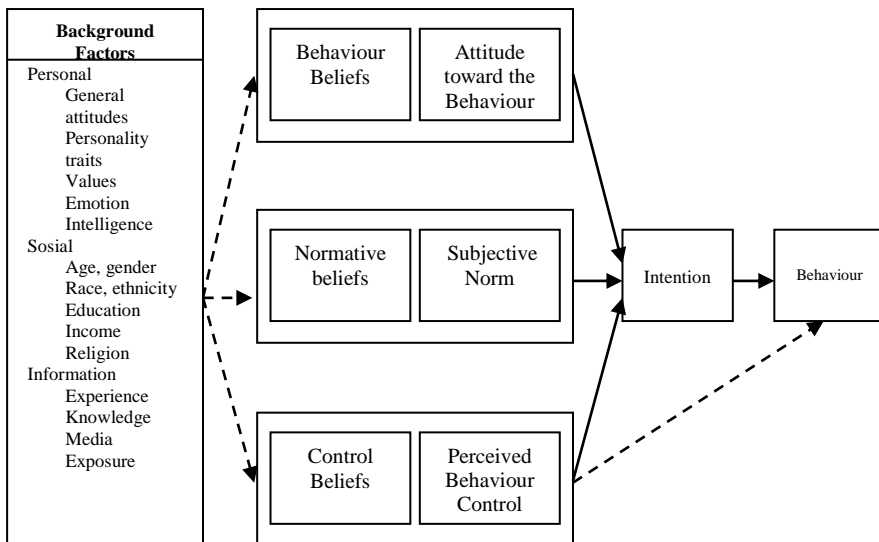 Background
Factors
Personal
General
attitudes
Personality
traits
Values
Emotion
Intelligence
Sosial
Age, gender
Race, ethnicity
Education
Income
Religion
Information
Experience
Knowledge
Media
Exposure
Behaviour
Beliefs
Attitude
toward the
Behaviour
Normative
beliefs
Subjective
Norm
Control
Beliefs
Perceived
Behaviour
Control
Intention
Behaviour